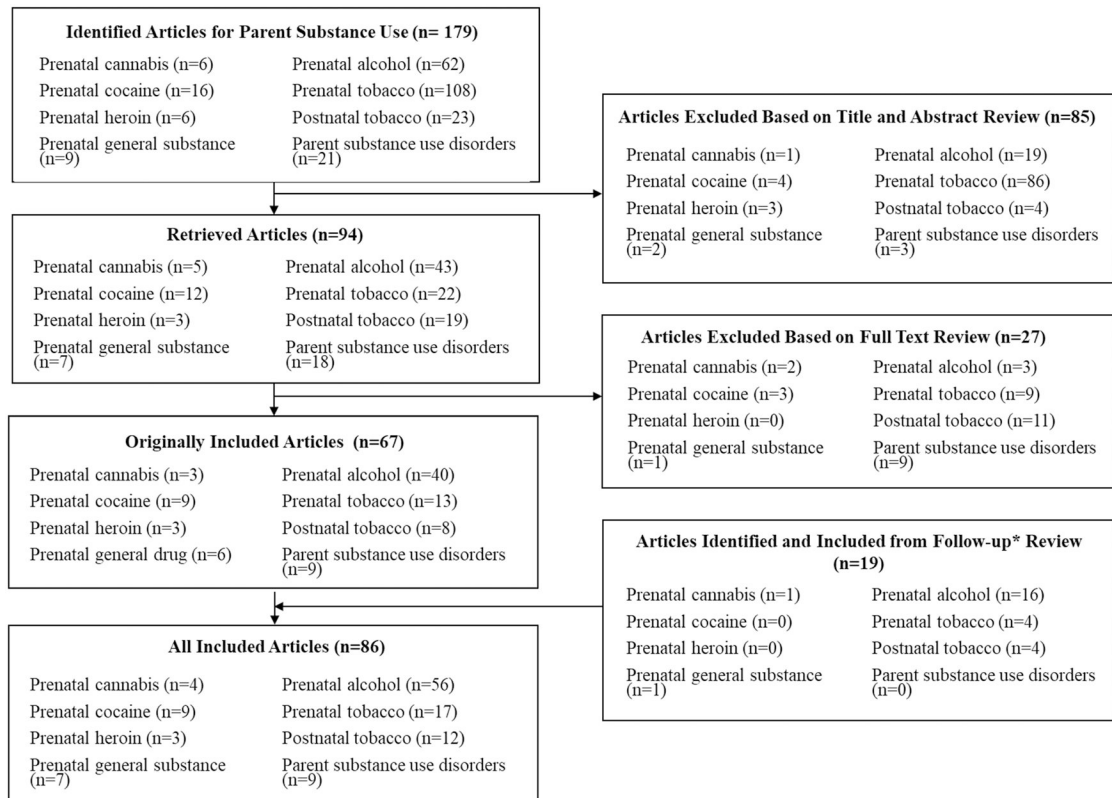 Identified Articles for Parent Substance Use (n= 179)
Prenatal cannabis (n=6)
Prenatal alcohol (n=62)
Prenatal cocaine (n=16)
Prenatal tobacco (n=108)
Prenatal heroin (n=6)
Postnatal tobacco (n=23)
Prenatal general substance
(n=9)
Parent substance use disorders
(n=21)
Articles Excluded Based on Title and Abstract Review (n=85)
Prenatal cannabis (n=1)
Prenatal alcohol (n=19)
Prenatal cocaine (n=4)
Prenatal tobacco (n=86)
Prenatal heroin (n=3)
Postnatal tobacco (n=4)
Prenatal general substance
(n=2)
Parent substance use disorders
(n=3)
Retrieved Articles (n=94)
Prenatal cannabis (n=5)
Prenatal alcohol (n=43)
Prenatal cocaine (n=12)
Prenatal tobacco (n=22)
Prenatal heroin (n=3)
Postnatal tobacco (n=19)
Prenatal general substance
(n=7)
Parent substance use disorders
(n=18)
Articles Excluded Based on Full Text Review (n=27)
Prenatal cannabis (n=2)
Prenatal alcohol (n=3)
Prenatal cocaine (n=3)
Prenatal tobacco (n=9)
Prenatal heroin (n=0)
Postnatal tobacco (n=11)
Prenatal general substance
(n=1)
Parent substance use disorders
(n=9)
Originally Included Articles (n=67)
Prenatal cannabis (n=3)
Prenatal alcohol (n=40)
Prenatal cocaine (n=9)
Prenatal tobacco (n=13)
Prenatal heroin (n=3)
Postnatal tobacco (n=8)
Prenatal general drug (n=6)
Parent substance use disorders
(n=9)
Articles Identified and Included from Follow-up* Review
(n=19)
Prenatal cannabis (n=1)
Prenatal alcohol (n=16)
Prenatal cocaine (n=0)
Prenatal tobacco (n=4)
Prenatal heroin (n=0)
Postnatal tobacco (n=4)
Prenatal general substance
(n=1)
Parent substance use disorders
(n=0)
All Included Articles (n=86)
Prenatal cannabis (n=4)
Prenatal alcohol (n=56)
Prenatal cocaine (n=9)
Prenatal tobacco (n=17)
Prenatal heroin (n=3)
Postnatal tobacco (n=12)
Prenatal general substance
(n=7)
Parent substance use disorders
(n=9)